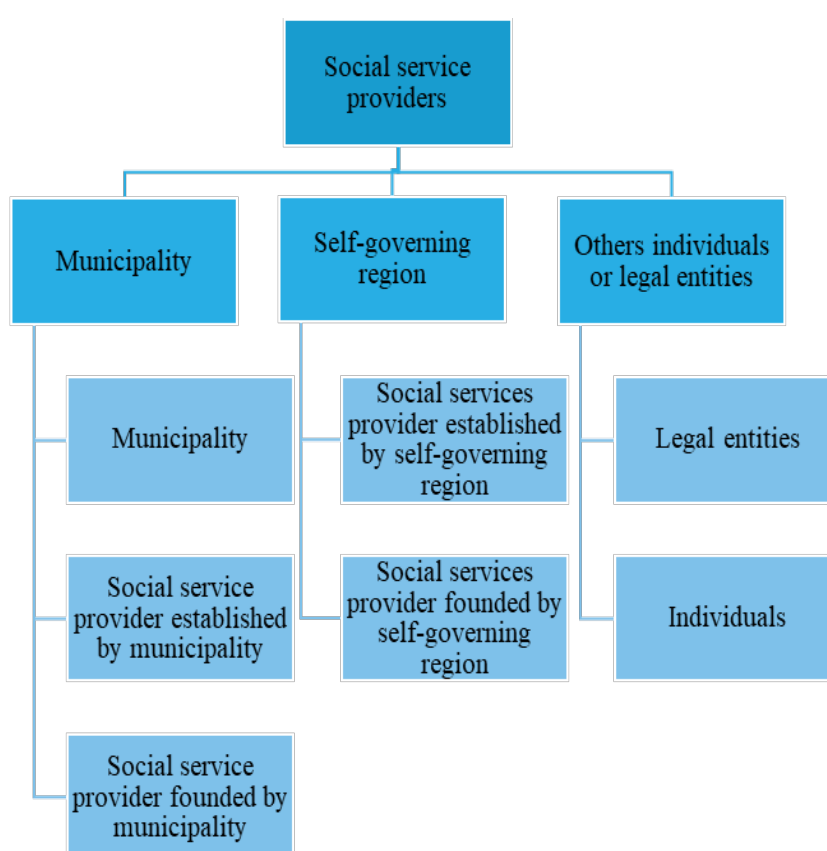 Social service
providers
Municipality
Self-governing
region
Others individuals
or legal entities
Municipality
Social services
provider established
by self-governing
region
Legal entities
Social service
provider established
by municipality
Social services
provider founded by
self-governing
region
Individuals
Social service
provider founded by
municipality